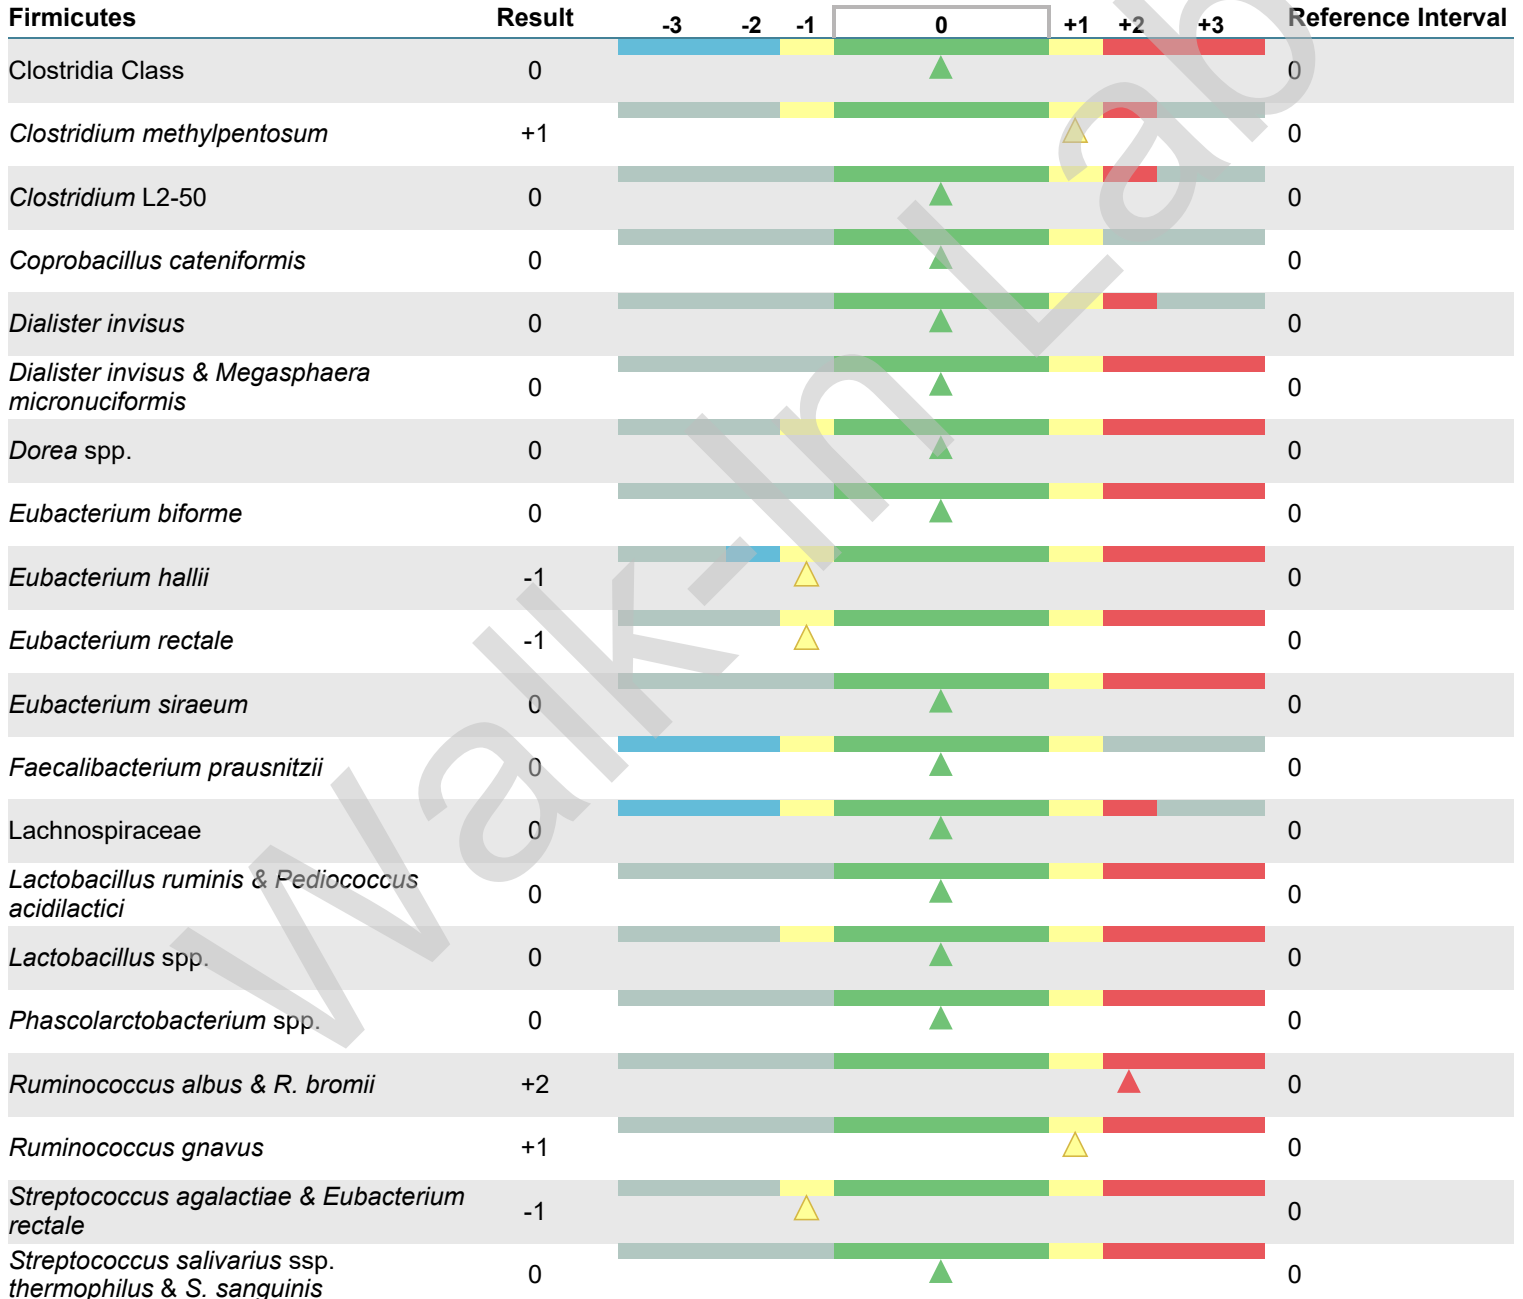 Firmicutes Result -3 -2 -1 0 +1 +2 +3 Reference Interval
Clostridia Class 0 0
Clostridium methylpentosum +1 0
Clostridium L2-50 0 0
Coprobacillus cateniformis 0 0
Dialister invisus 0 0
Dialister invisus & Megasphaera
micronuciformis 0 0
Dorea spp. 0 0
Eubacterium biforme 0 0
Eubacterium hallii -1 0
Eubacterium rectale -1 0
Eubacterium siraeum 0 0
Faecalibacterium prausnitzii 0 0
Lachnospiraceae 0 0
Lactobacillus ruminis & Pediococcus
acidilactici 0 0
Lactobacillus spp. 0 0
Phascolarctobacterium spp. 0 0
Ruminococcus albus & R. bromii +2 0
Ruminococcus gnavus +1 0
Streptococcus agalactiae & Eubacterium
rectale -1 0
Streptococcus salivarius ssp.
thermophilus & S. sanguinis 0 0
Walk-In Lab